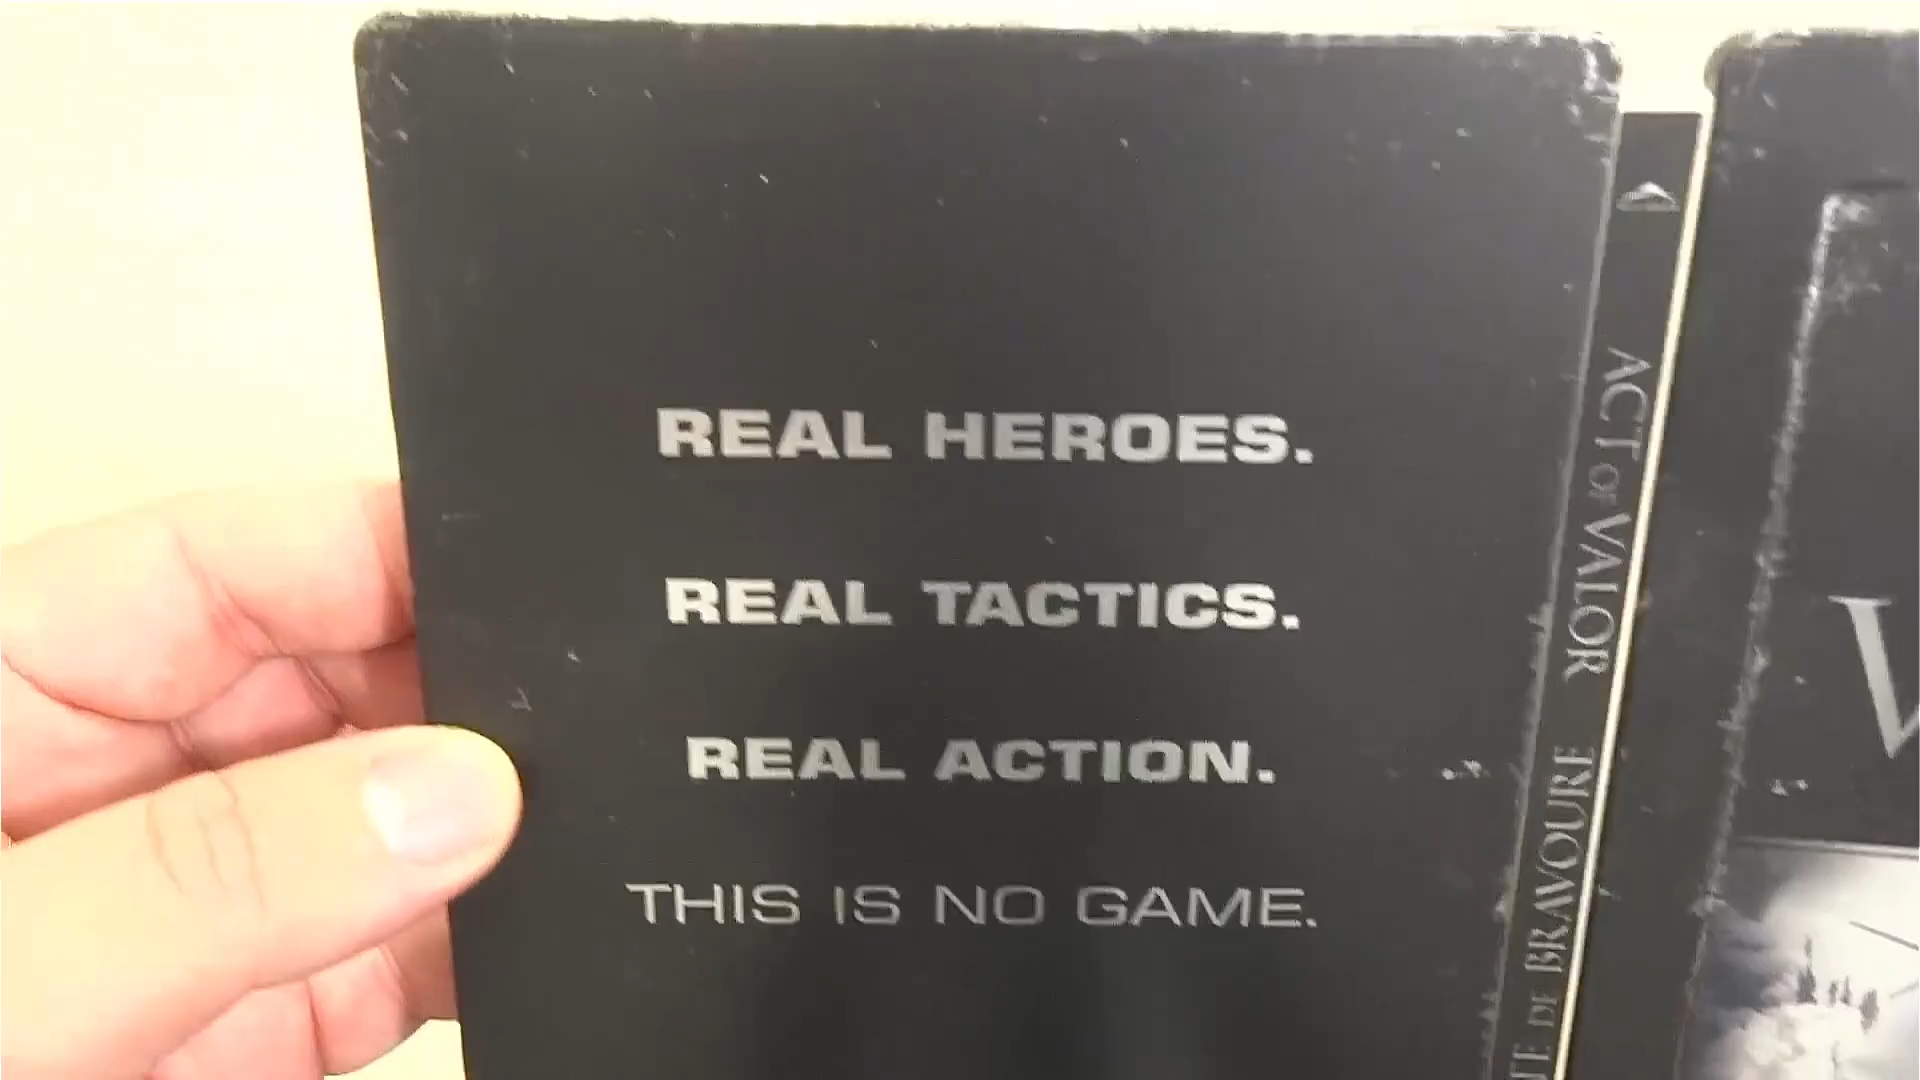 REAL HEROES.
REAL TACTICS.
REAL ACTION.
THIS IS NO GAME.
ACT OF VALOR
DE BRAVOURE